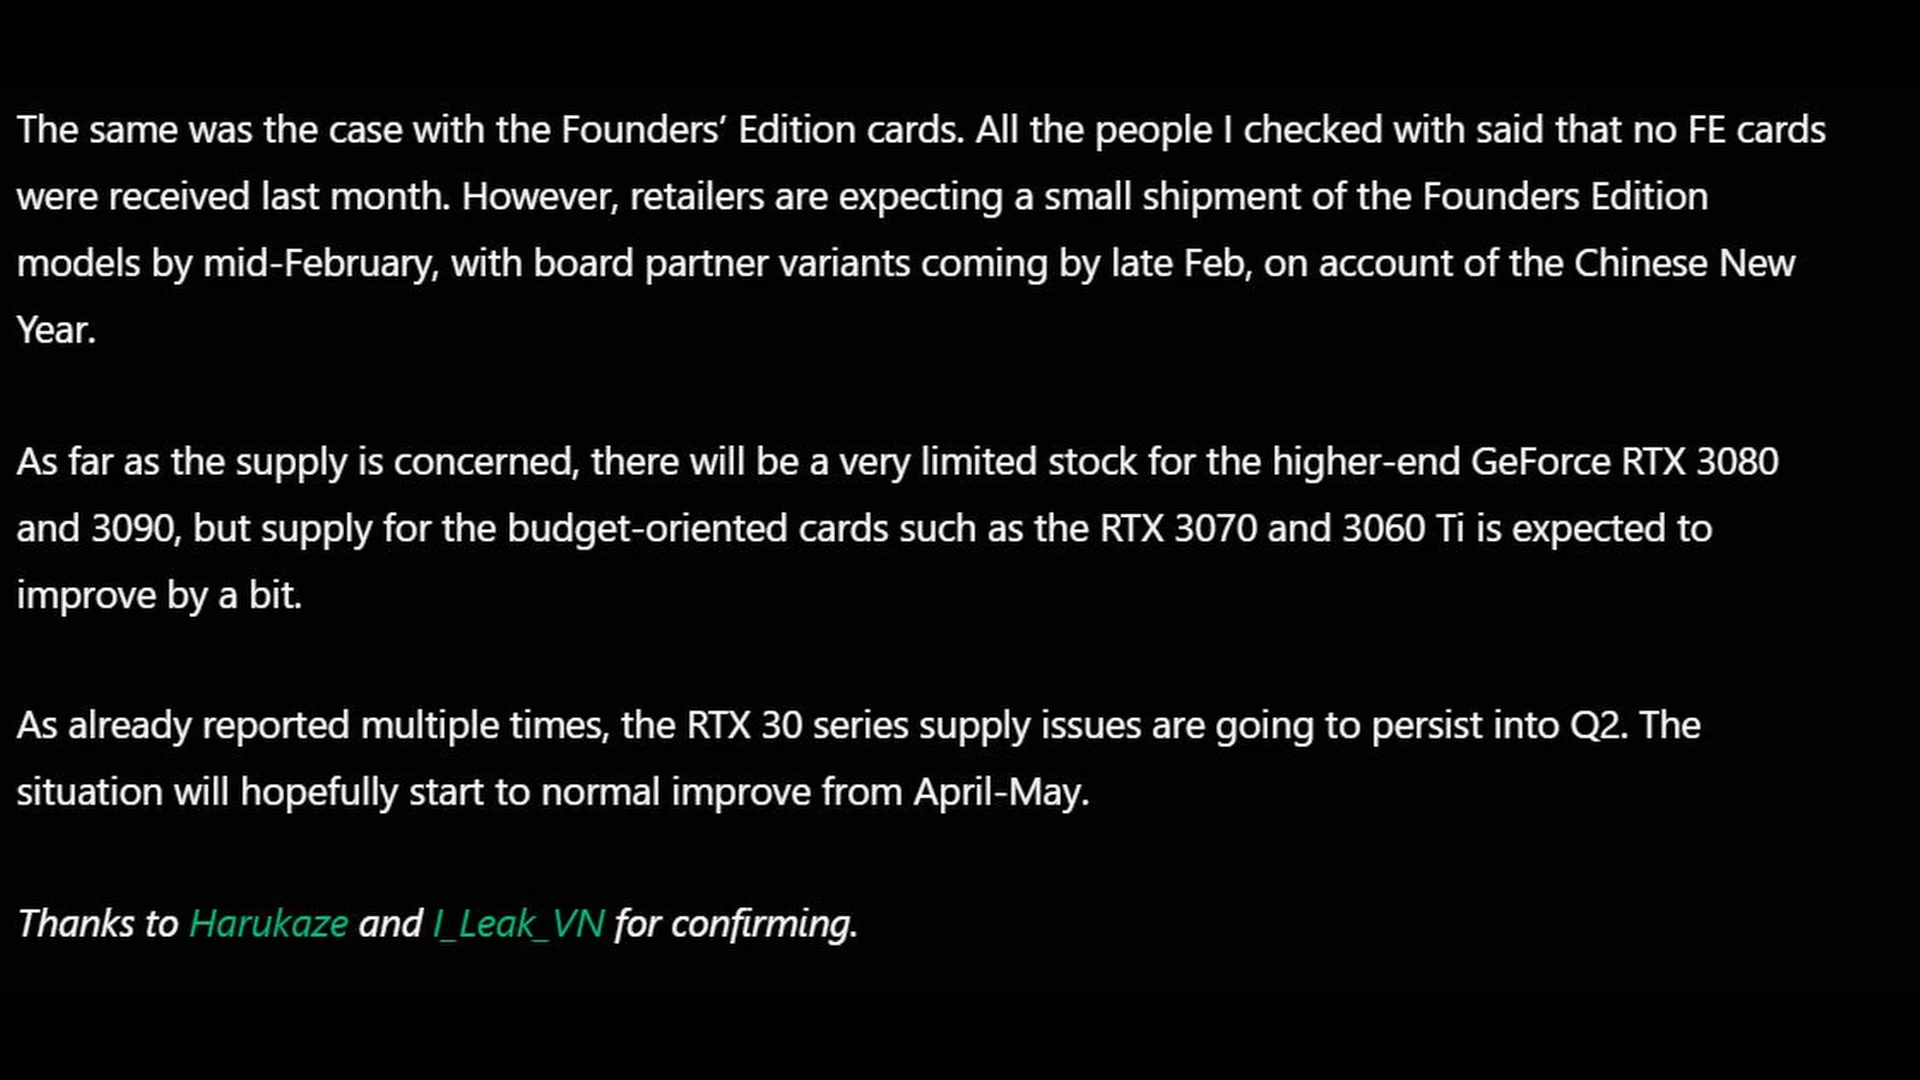 The same was the case with the Founders’ Edition cards. All the people I checked with said that no FE cards
were received last month. However, retailers are expecting a small shipment of the Founders Edition
models by mid-February, with board partner variants coming by late Feb, on account of the Chinese New
Year.
As far as the supply is concerned, there will be a very limited stock for the higher-end GeForce RTX 3080
and 3090, but supply for the budget-oriented cards such as the RTX 3070 and 3060 Ti is expected to
improve by a bit.
As already reported multiple times, the RTX 30 series supply issues are going to persist into Q2. The
situation will hopefully start to normal improve from April-May.
Thanks to Harukaze and I_Leak_VN for confirming.